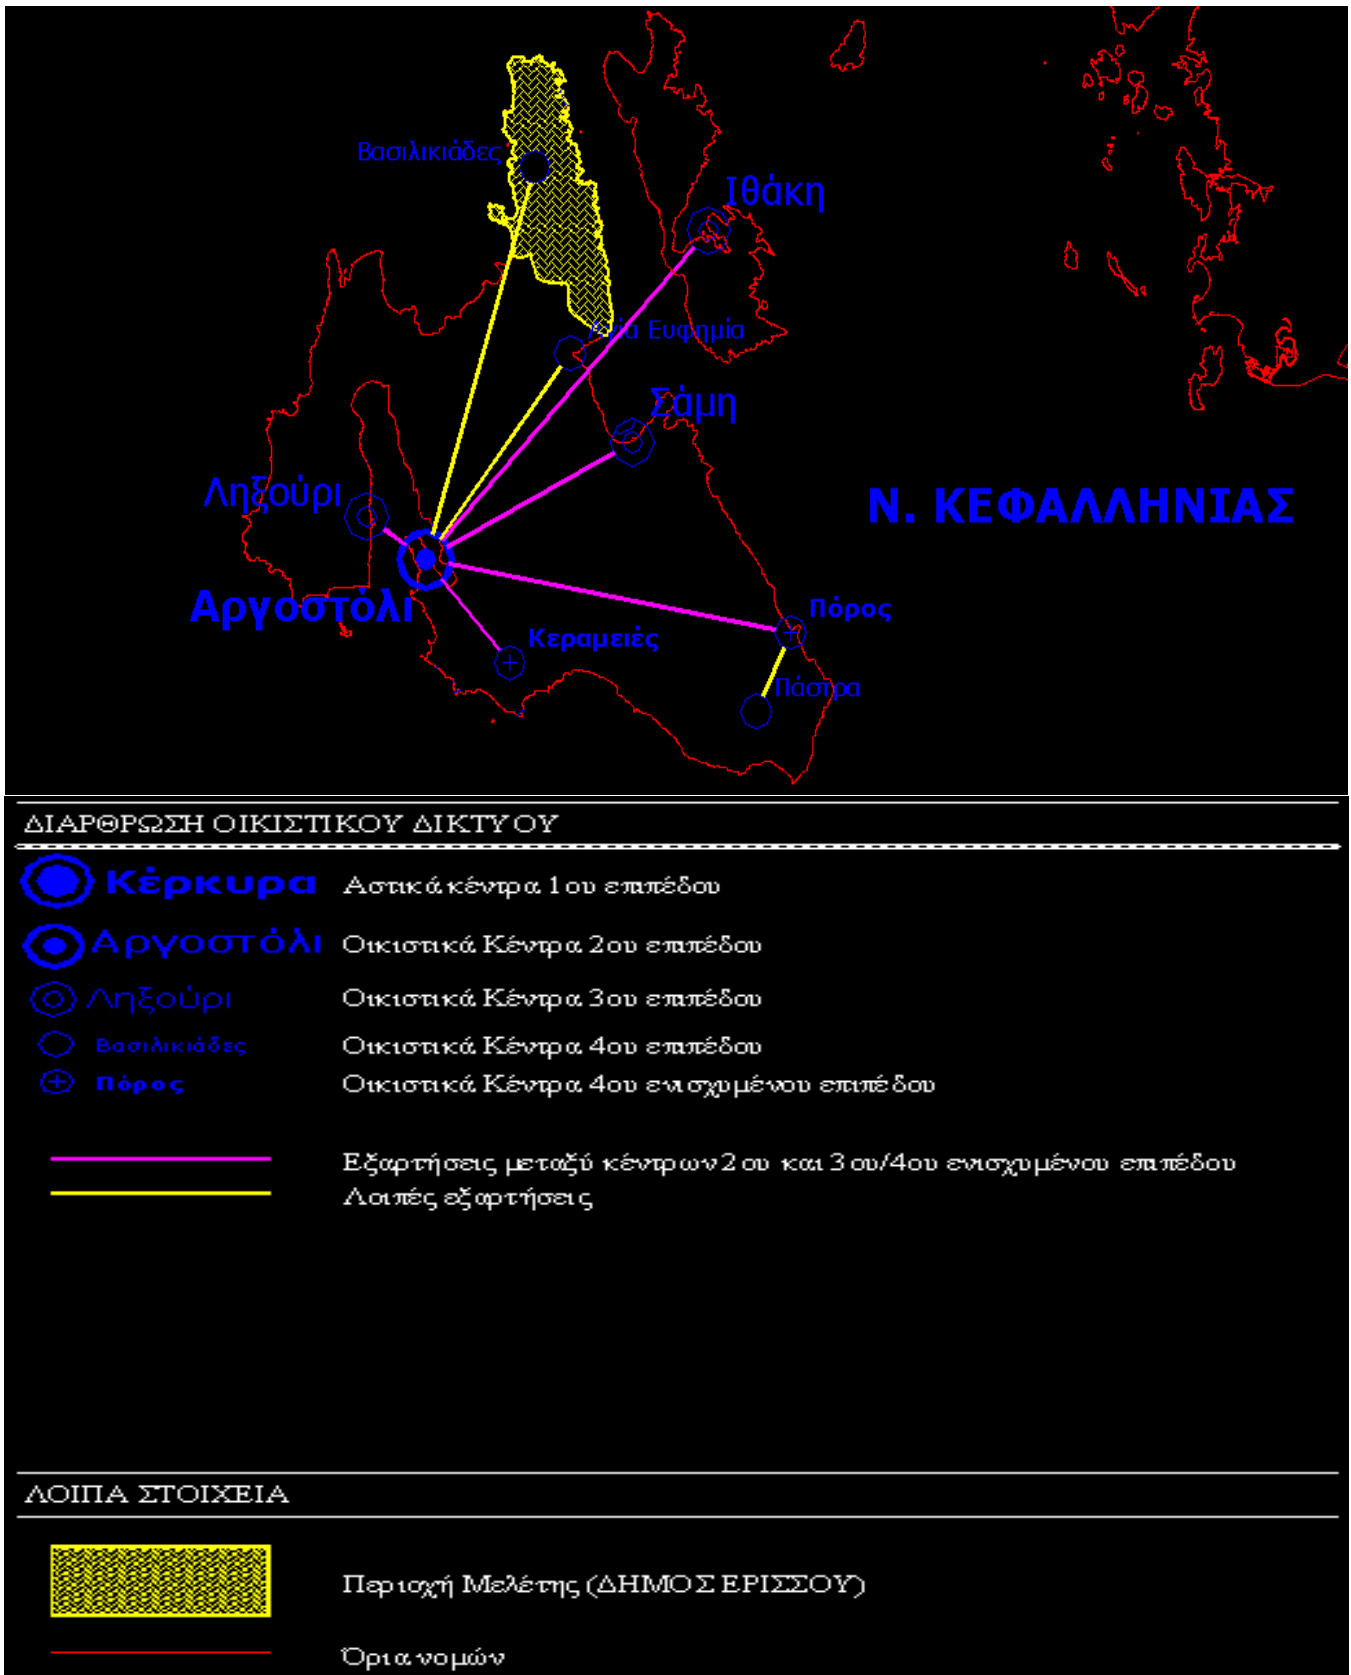 Βασιλικιάδες
Ιθάκη
Αγία Ευφημία
Σάμη
Ληξούρι
Ν. ΚΕΦΑΛΛΗΝΙΑΣ
Αργοστόλι
Πόρος
Κεραμειές
Πάστρα
ΔΙΑΡΘΡΩΣΗ ΟΙΚΙΣΤΙΚΟΥ ΔΙΚΤΥΟΥ
Κέρκυρα Αστικά κέντρα 1ου επιπέδου
Αργοστόλι Οικιστικά Κέντρα 2ου επιπέδου
Ληξούρι Οικιστικά Κέντρα 3ου επιπέδου
Βασιλικιάδες Οικιστικά Κέντρα 4ου επιπέδου
Πόρος Οικιστικά Κέντρα 4ου ενισχυμένου επιπέδου
Εξαρτήσεις μεταξύ κέντρων 2ου και 3ου/4ου ενισχυμένου επιπέδου
Λοιπές εξαρτήσεις
ΛΟΙΠΑ ΣΤΟΙΧΕΙΑ
Περιοχή Μελέτης (ΔΗΜΟΣ ΕΡΙΣΣΟΥ)
Όρια νομών